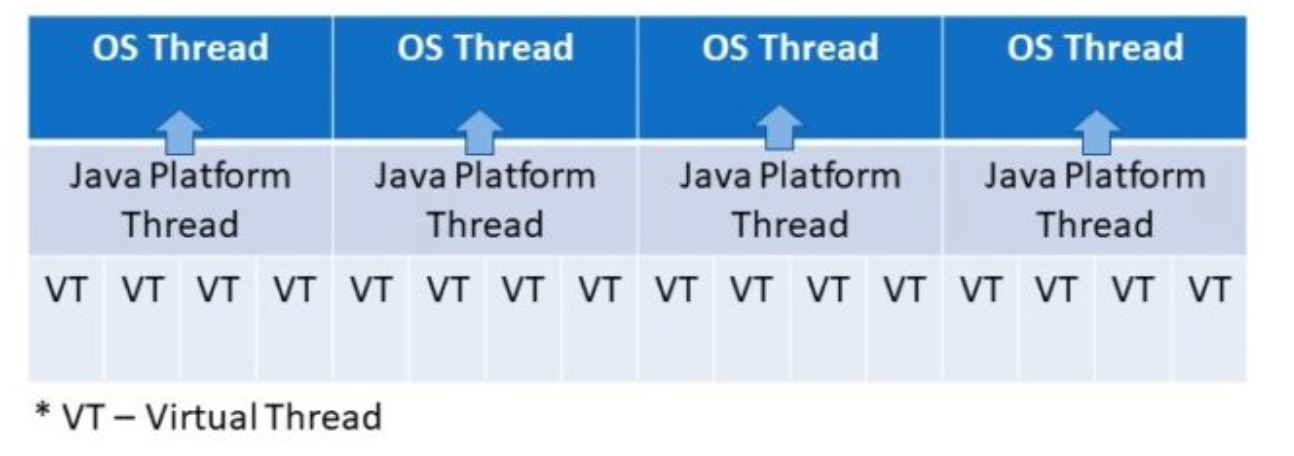 OS Thread OS Thread OS Thread OS Thread
Java Platform Java Platform Java Platform Java Platform
Thread Thread Thread Thread
VT VT VT VT VT VT VT VT VT VT VT VT VT VT VT VT
* VT – Virtual Thread